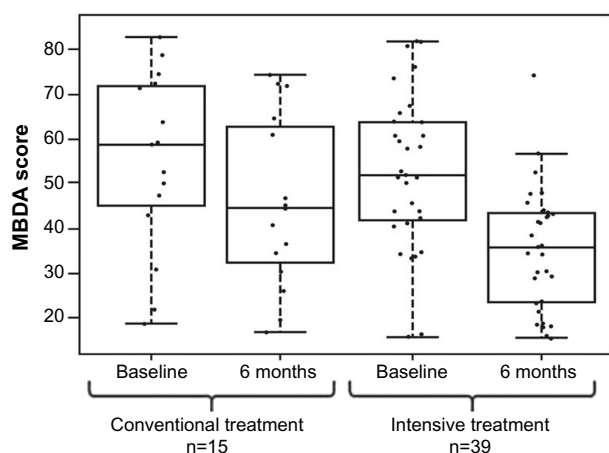 MBDA score
80
70
60
50
40
30
20
Baseline
6 months
Baseline
6 months
Conventional treatment
n=15
Intensive treatment
n=39